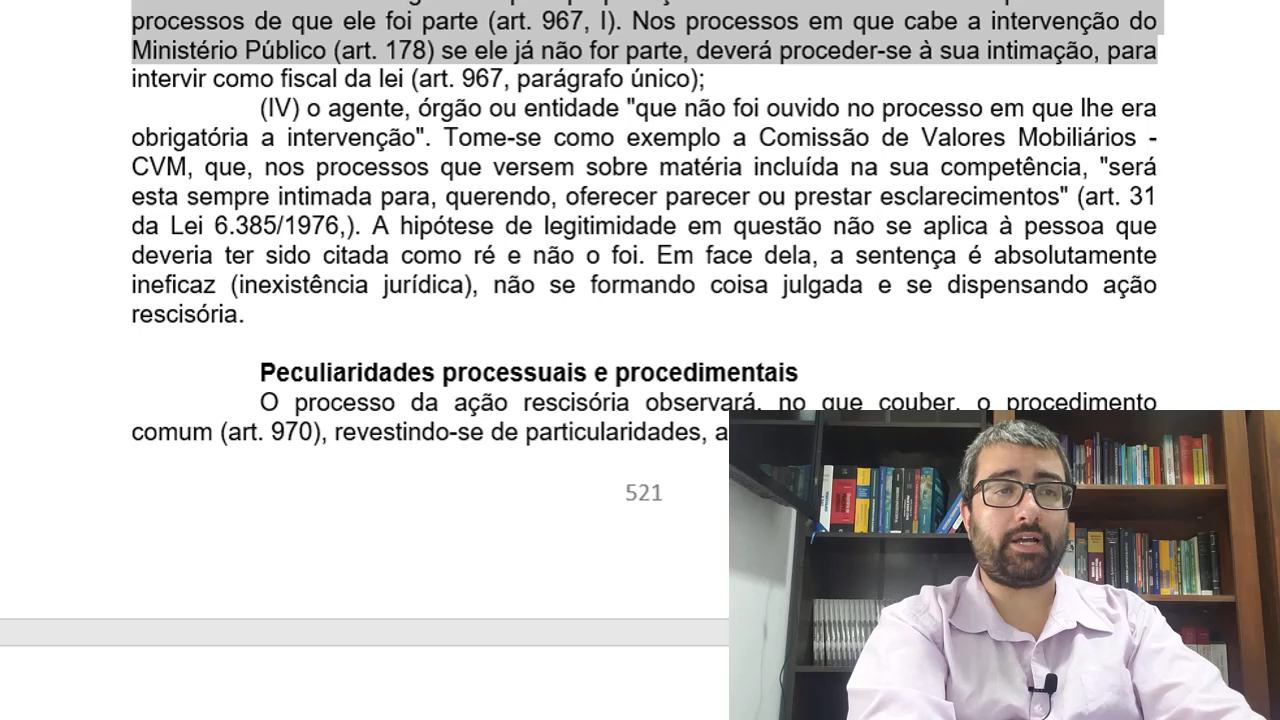 processos de que ele foi parte (art. 967, I). Nos processos em que cabe a intervenção do
Ministério Público (art. 178) se ele já não for parte, deverá proceder-se à sua intimação, para
intervir como fiscal da lei (art. 967, parágrafo único);
(IV) o agente, órgão ou entidade "que não foi ouvido no processo em que lhe era
obrigatória a intervenção". Tome-se como exemplo a Comissão de Valores Mobiliários -
CVM, que, nos processos que versem sobre matéria incluída na sua competência, "será
esta sempre intimada para, querendo, oferecer parecer ou prestar esclarecimentos" (art. 31
da Lei 6.385/1976,). A hipótese de legitimidade em questão não se aplica à pessoa que
deveria ter sido citada como ré e não o foi. Em face dela, a sentença é absolutamente
ineficaz (inexistência jurídica), não se formando coisa julgada e se dispensando ação
rescisória.
Peculiaridades processuais e procedimentais
O processo da ação rescisória observará, no que couber, o procedimento
comum (art. 970), revestindo-se de particularidades,
521